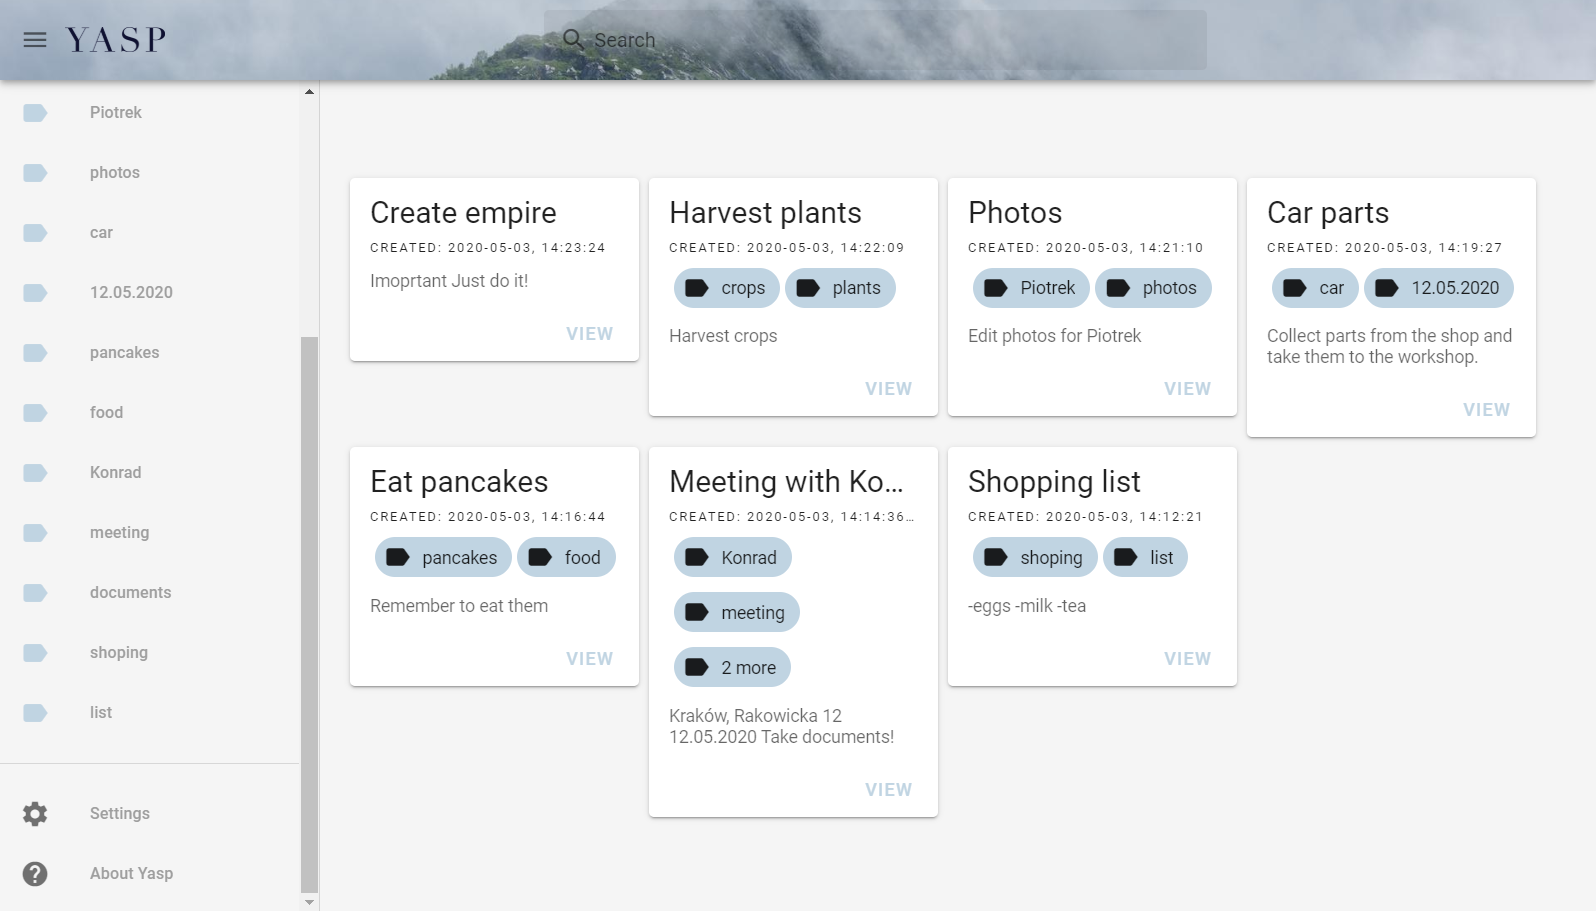 YASP
Search
Piotrek
photos
car
12.05.2020
pancakes
food
Konrad
meeting
documents
shoping
list
Settings
About Yasp
Create empire
CREATED: 2020-05-03, 14:23:24
Imoprtant Just do it!
VIEW
Harvest plants
CREATED: 2020-05-03, 14:22:09
crops plants
Harvest crops
VIEW
Photos
CREATED: 2020-05-03, 14:21:10
Piotrek photos
Edit photos for Piotrek
VIEW
Car parts
CREATED: 2020-05-03, 14:19:27
car 12.05.2020
Collect parts from the shop and
take them to the workshop.
VIEW
Eat pancakes
CREATED: 2020-05-03, 14:16:44
pancakes food
Remember to eat them
VIEW
Meeting with Ko...
CREATED: 2020-05-03, 14:14:36...
Konrad
meeting
2 more
Kraków, Rakowicka 12
12.05.2020 Take documents!
VIEW
Shopping list
CREATED: 2020-05-03, 14:12:21
shoping list
-eggs -milk -tea
VIEW